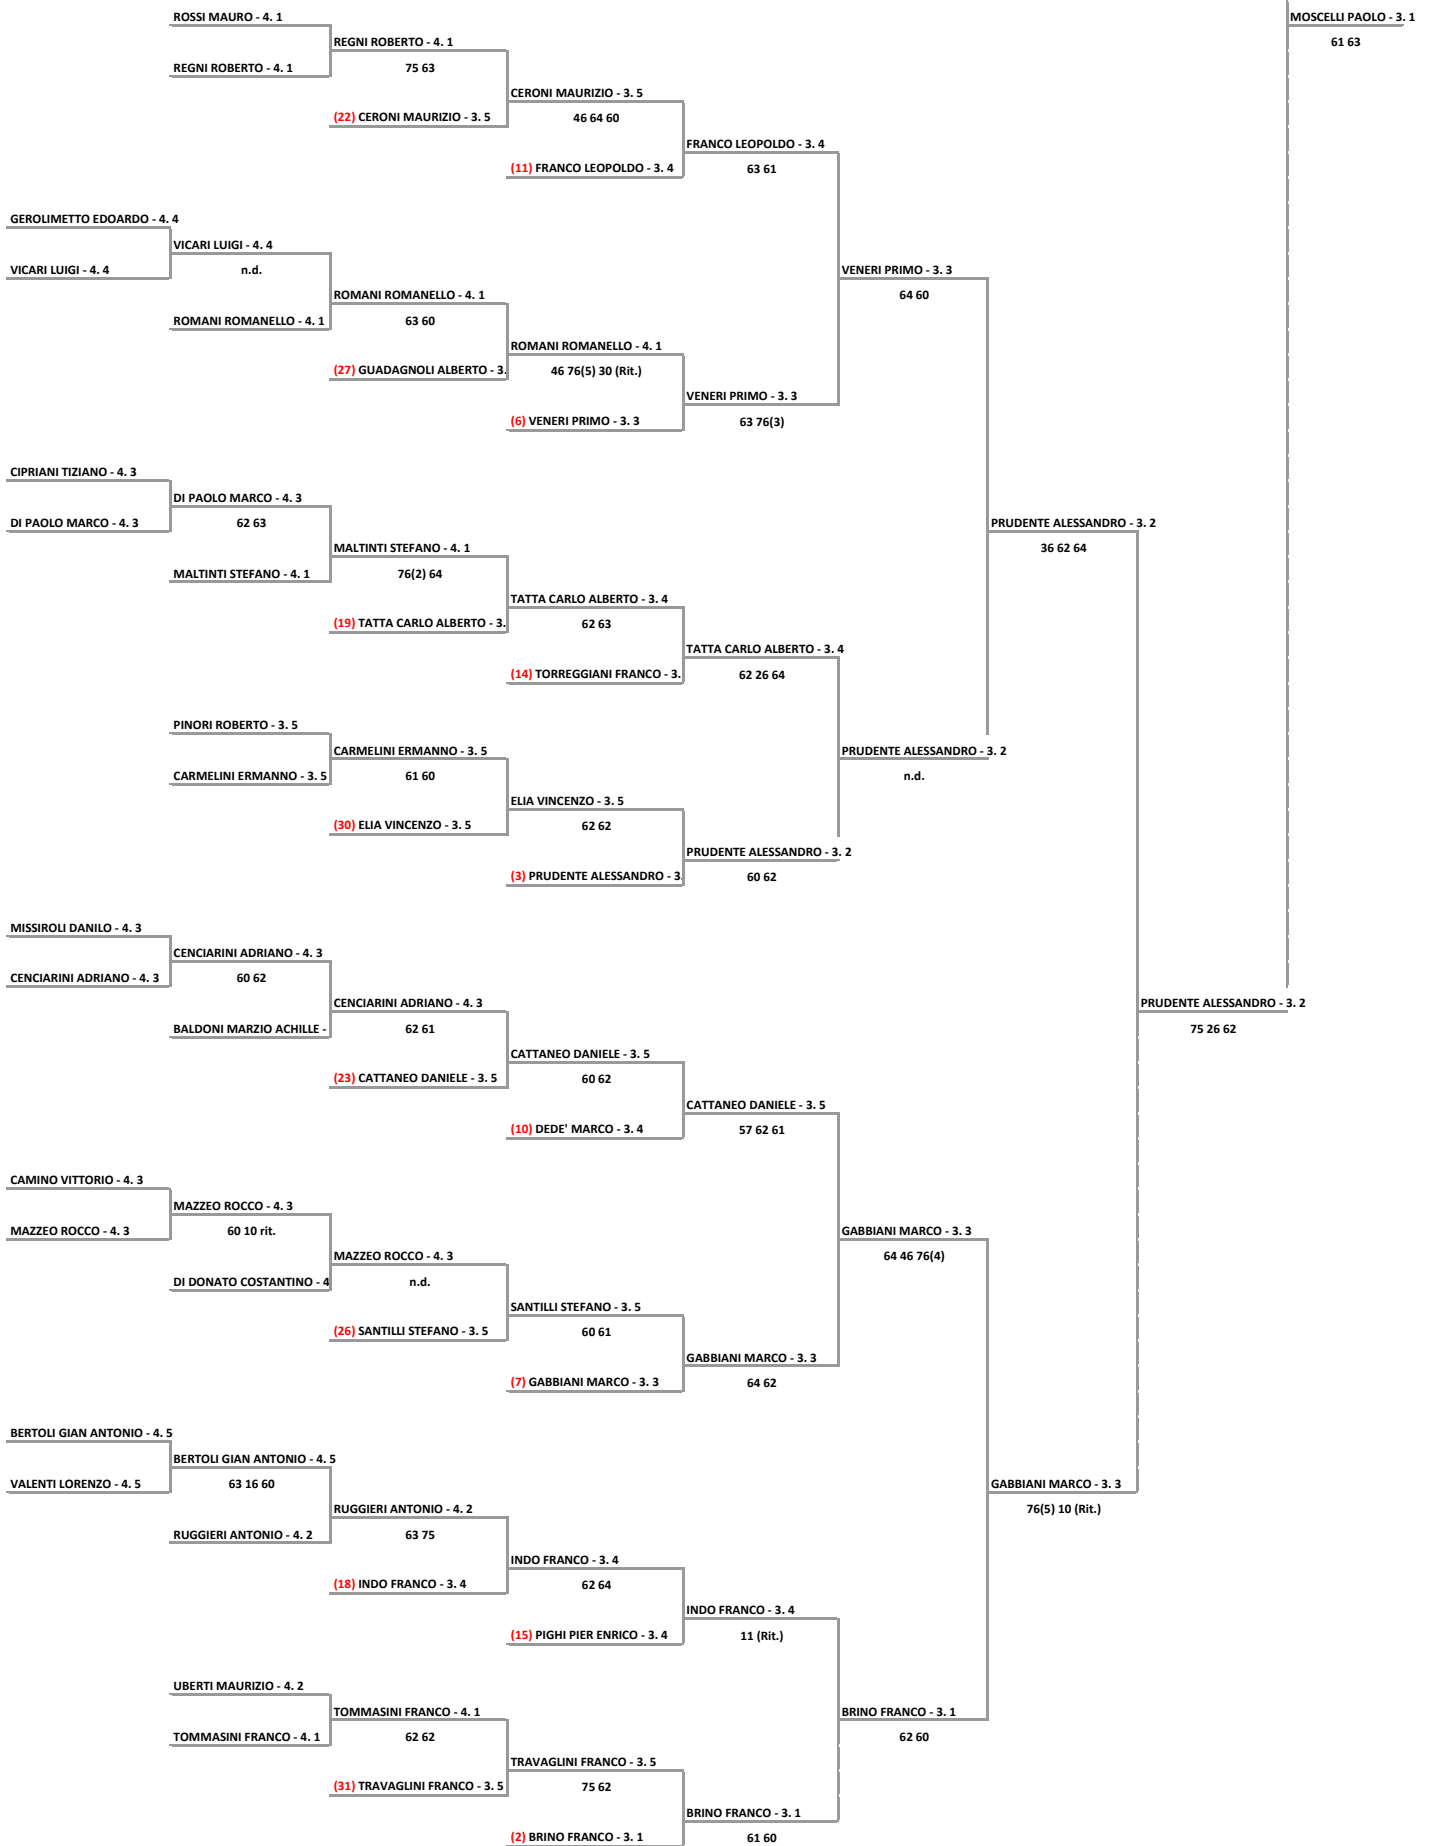 ROSSI MAURO - 4. 1
MOSCELLI PAOLO - 3. 1
REGNI ROBERTO - 4. 1
61 63
REGNI ROBERTO - 4. 1
75 63
CERONI MAURIZIO - 3. 5
(22) CERONI MAURIZIO - 3. 5
46 64 60
FRANCO LEOPOLDO - 3. 4
(11) FRANCO LEOPOLDO - 3. 4
63 61
GEROLIMETTO EDOARDO - 4. 4
VICARI LUIGI - 4. 4
VICARI LUIGI - 4. 4
n.d.
VENERI PRIMO - 3. 3
ROMANI ROMANELLO - 4. 1
64 60
ROMANI ROMANELLO - 4. 1
63 60
ROMANI ROMANELLO - 4. 1
(27) GUADAGNOLI ALBERTO - 3.
46 76(5) 30 (Rit.)
VENERI PRIMO - 3. 3
(6) VENERI PRIMO - 3. 3
63 76(3)
CIPRIANI TIZIANO - 4. 3
DI PAOLO MARCO - 4. 3
DI PAOLO MARCO - 4. 3
62 63
PRUDENTE ALESSANDRO - 3. 2
MALTINTI STEFANO - 4. 1
36 62 64
MALTINTI STEFANO - 4. 1
76(2) 64
TATTA CARLO ALBERTO - 3. 4
(19) TATTA CARLO ALBERTO - 3.
62 63
TATTA CARLO ALBERTO - 3. 4
(14) TORREGGIANI FRANCO - 3.
62 26 64
PINORI ROBERTO - 3. 5
CARMELINI ERMANNO - 3. 5
PRUDENTE ALESSANDRO - 3. 2
CARMELINI ERMANNO - 3. 5
61 60
n.d.
ELIA VINCENZO - 3. 5
(30) ELIA VINCENZO - 3. 5
62 62
PRUDENTE ALESSANDRO - 3. 2
(3) PRUDENTE ALESSANDRO - 3.
60 62
MISSIROLI DANILO - 4. 3
CENCIARINI ADRIANO - 4. 3
CENCIARINI ADRIANO - 4. 3
60 62
CENCIARINI ADRIANO - 4. 3
PRUDENTE ALESSANDRO - 3. 2
BALDONI MARZIO ACHILLE -
62 61
75 26 62
CATTANEO DANIELE - 3. 5
(23) CATTANEO DANIELE - 3. 5
60 62
CATTANEO DANIELE - 3. 5
(10) DEDE' MARCO - 3. 4
57 62 61
CAMINO VITTORIO - 4. 3
MAZZEO ROCCO - 4. 3
MAZZEO ROCCO - 4. 3
60 10 rit.
GABBIANI MARCO - 3. 3
MAZZEO ROCCO - 4. 3
64 46 76(4)
DI DONATO COSTANTINO - 4
n.d.
SANTILLI STEFANO - 3. 5
(26) SANTILLI STEFANO - 3. 5
60 61
GABBIANI MARCO - 3. 3
(7) GABBIANI MARCO - 3. 3
64 62
BERTOLI GIAN ANTONIO - 4. 5
BERTOLI GIAN ANTONIO - 4. 5
VALENTI LORENZO - 4. 5
63 16 60
GABBIANI MARCO - 3. 3
RUGGIERI ANTONIO - 4. 2
76(5) 10 (Rit.)
RUGGIERI ANTONIO - 4. 2
63 75
INDO FRANCO - 3. 4
(18) INDO FRANCO - 3. 4
62 64
INDO FRANCO - 3. 4
(15) PIGHI PIER ENRICO - 3. 4
11 (Rit.)
UBERTI MAURIZIO - 4. 2
TOMMASINI FRANCO - 4. 1
BRINO FRANCO - 3. 1
TOMMASINI FRANCO - 4. 1
62 62
62 60
TRAVAGLINI FRANCO - 3. 5
(31) TRAVAGLINI FRANCO - 3. 5
75 62
BRINO FRANCO - 3. 1
(2) BRINO FRANCO - 3. 1
61 60